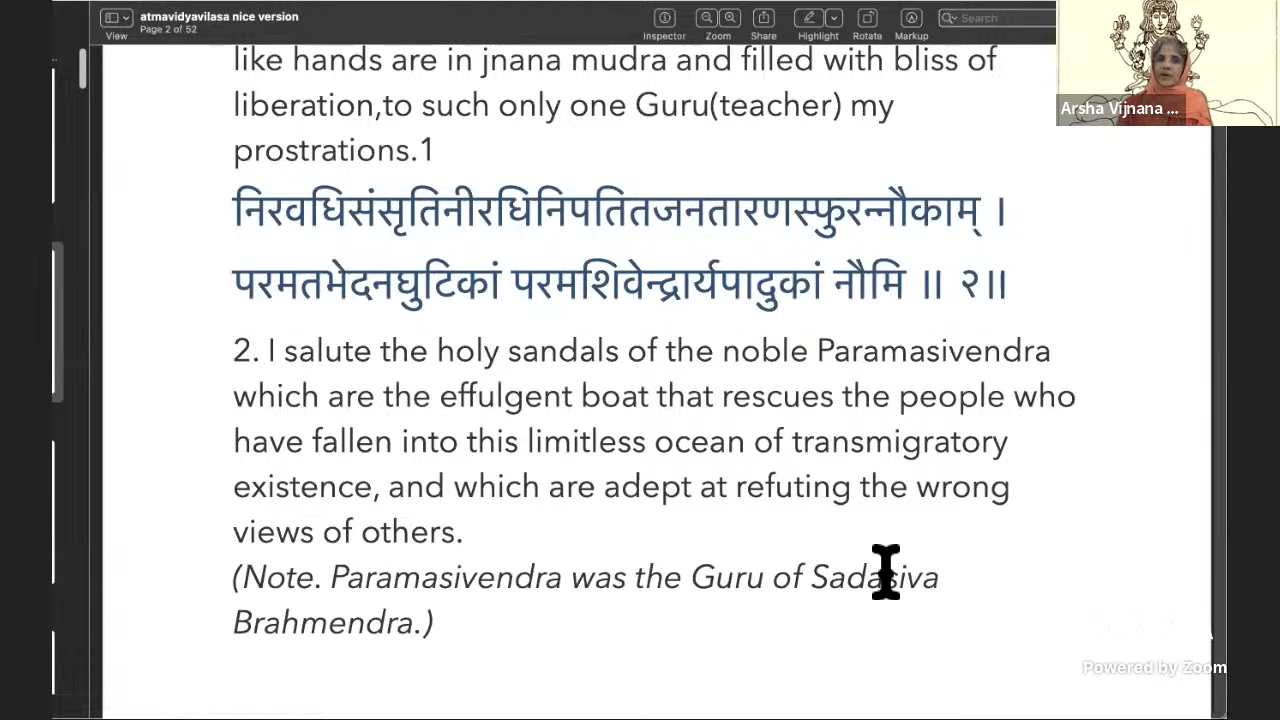 atmavidyavilasa nice version
Page 2 of 52
View
Inspector
Zoom
Share
Highlight
Rotate
Markup
Search
like hands are in jnana mudra and filled with bliss of
liberation,to such only one Guru(teacher) my
prostrations.1
निरवधिसंसृतिनीरधिनिपतितजनतारणस्फुरन्नौकाम् ।
परमतभेदनघुटिकां परमशिवेन्द्रार्यपादुकां नौमि ॥ २॥
2. I salute the holy sandals of the noble Paramasivendra
which are the effulgent boat that rescues the people who
have fallen into this limitless ocean of transmigratory
existence, and which are adept at refuting the wrong
views of others.
(Note. Paramasivendra was the Guru of Sadasiva
Brahmendra.)
Arsha Vijnana ...
Powered by Zoom